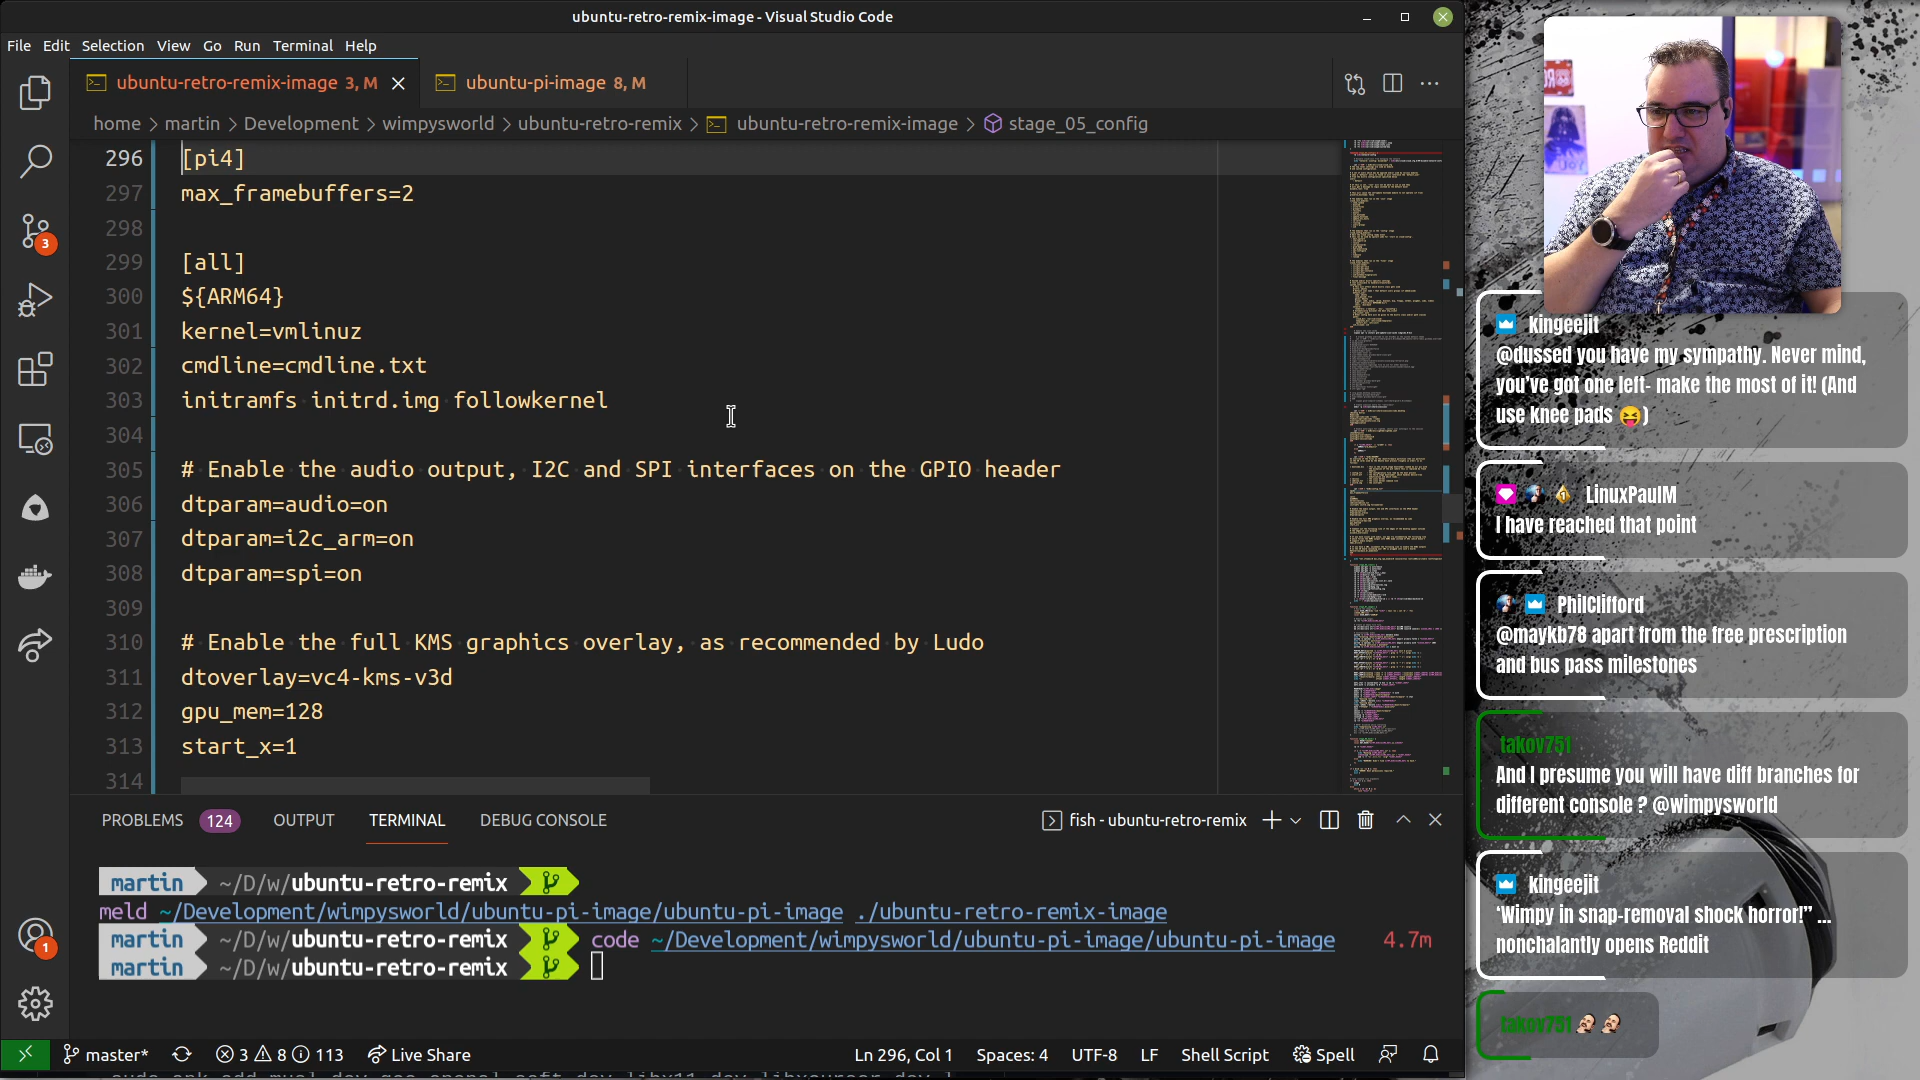 ubuntu-retro-remix-image - Visual Studio Code
File Edit Selection View Go Run Terminal Help
ubuntu-retro-remix-image 3, M
ubuntu-pi-image 8, M
home > martin > Development > wimpysworld > ubuntu-retro-remix > ubuntu-retro-remix-image > stage_05_config
296 [pi4]
297 max_framebuffers=2
298
299 [all]
300 ${ARM64}
301 kernel=vmlinuz
302 cmdline=cmdline.txt
303 initramfs initrd.img followkernel
304
305 # Enable the audio output, I2C and SPI interfaces on the GPIO header
306 dtparam=audio=on
307 dtparam=i2c_arm=on
308 dtparam=spi=on
309
310 # Enable the full KMS graphics overlay, as recommended by Ludo
311 dtoverlay=vc4-kms-v3d
312 gpu_mem=128
313 start_x=1
314
3
1
PROBLEMS 124 OUTPUT TERMINAL DEBUG CONSOLE
fish - ubuntu-retro-remix
martin ~/D/w/ubuntu-retro-remix
meld ~/Development/wimpysworld/ubuntu-pi-image/ubuntu-pi-image ./ubuntu-retro-remix-image
martin ~/D/w/ubuntu-retro-remix code ~/Development/wimpysworld/ubuntu-pi-image/ubuntu-pi-image 4.7m
martin ~/D/w/ubuntu-retro-remix
master* 3 8 113 Live Share
Ln 296, Col 1 Spaces: 4 UTF-8 LF Shell Script Spell
kingeejit
@dussed you have my sympathy. Never mind,
you've got one left- make the most of it! (And
use knee pads 😝)
LinuxPaulM
I have reached that point
PhilClifford
@maykb78 apart from the free prescription
and bus pass milestones
takov751
And I presume you will have diff branches for
different console ? @wimpysworld
kingeejit
‘Wimpy in snap-removal shock horror!” ...
nonchalantly opens Reddit
takov751